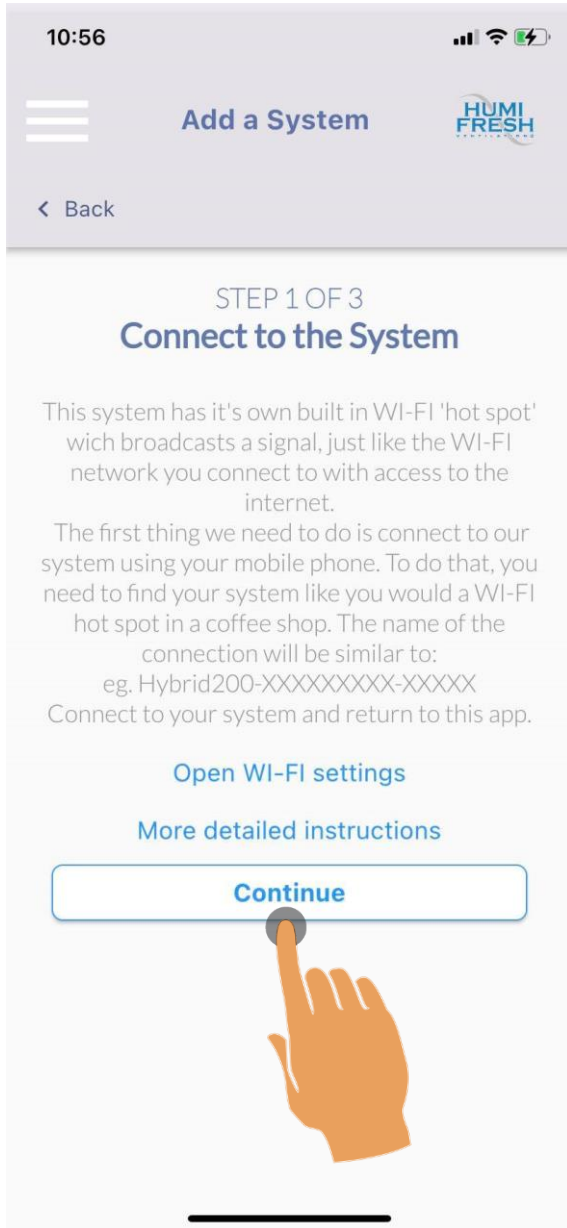 10:56
Add a System
HUMI
FRESH
VENTILATIONS
< Back
STEP 1 OF 3
Connect to the System
This system has it's own built in WI-FI 'hot spot'
wich broadcasts a signal, just like the WI-FI
network you connect to with access to the
internet.
The first thing we need to do is connect to our
system using your mobile phone. To do that, you
need to find your system like you would a WI-FI
hot spot in a coffee shop. The name of the
connection will be similar to:
eg. Hybrid200-XXXXXXXXX-XXXXX
Connect to your system and return to this app.
Open WI-FI settings
More detailed instructions
Continue